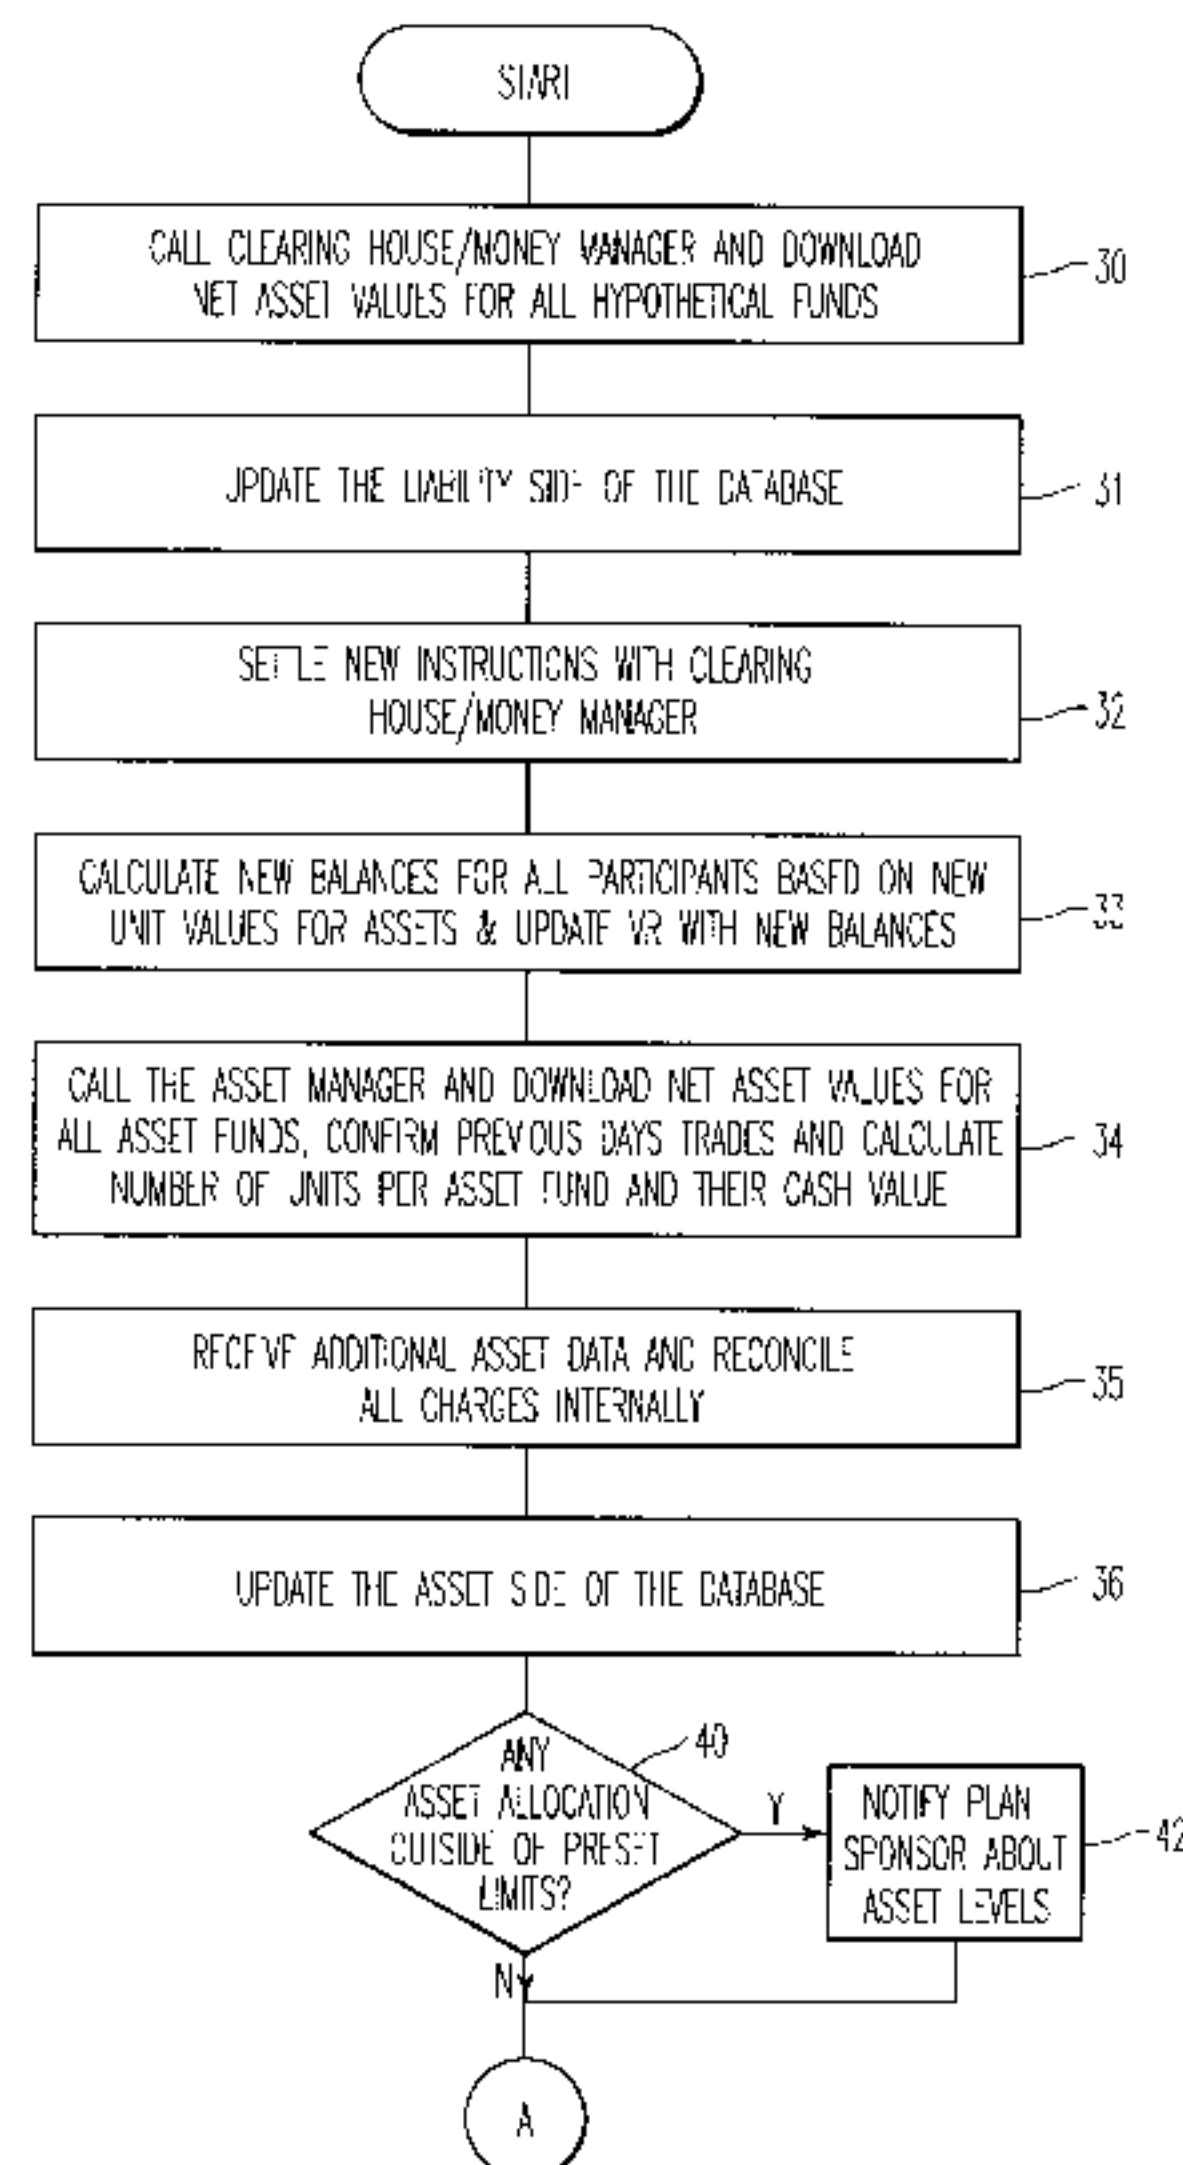 START
CALL CLEARING HOUSE/MONEY MANAGER AND DOWNLOAD
NET ASSET VALUES FOR ALL HYPOTHETICAL FUNDS
30
UPDATE THE LIABILITY SIDE OF THE DATABASE
31
SETTLE NEW INSTRUCTIONS WITH CLEARING
HOUSE/MONEY MANAGER
32
CALCULATE NEW BALANCES FOR ALL PARTICIPANTS BASED ON NEW
UNIT VALUES FOR ASSETS & UPDATE VR WITH NEW BALANCES
33
CALL THE ASSET MANAGER AND DOWNLOAD NET ASSET VALUES FOR
ALL ASSET FUNDS, CONFIRM PREVIOUS DAYS TRADES AND CALCULATE
NUMBER OF UNITS PER ASSET FUND AND THEIR CASH VALUE
34
RECEIVE ADDITIONAL ASSET DATA AND RECONCILE
ALL CHARGES INTERNALLY
35
UPDATE THE ASSET SIDE OF THE DATABASE
36
ANY
ASSET ALLOCATION
OUTSIDE OF PRESET
LIMITS?
40
Y
NOTIFY PLAN
SPONSOR ABOUT
ASSET LEVELS
42
N
A